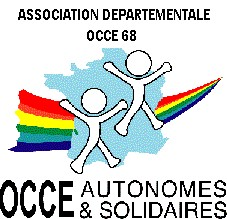 ASSOCIATION DEPARTEMENTALE
OCCE 68
OCCE AUTONOMES
& SOLIDAIRES